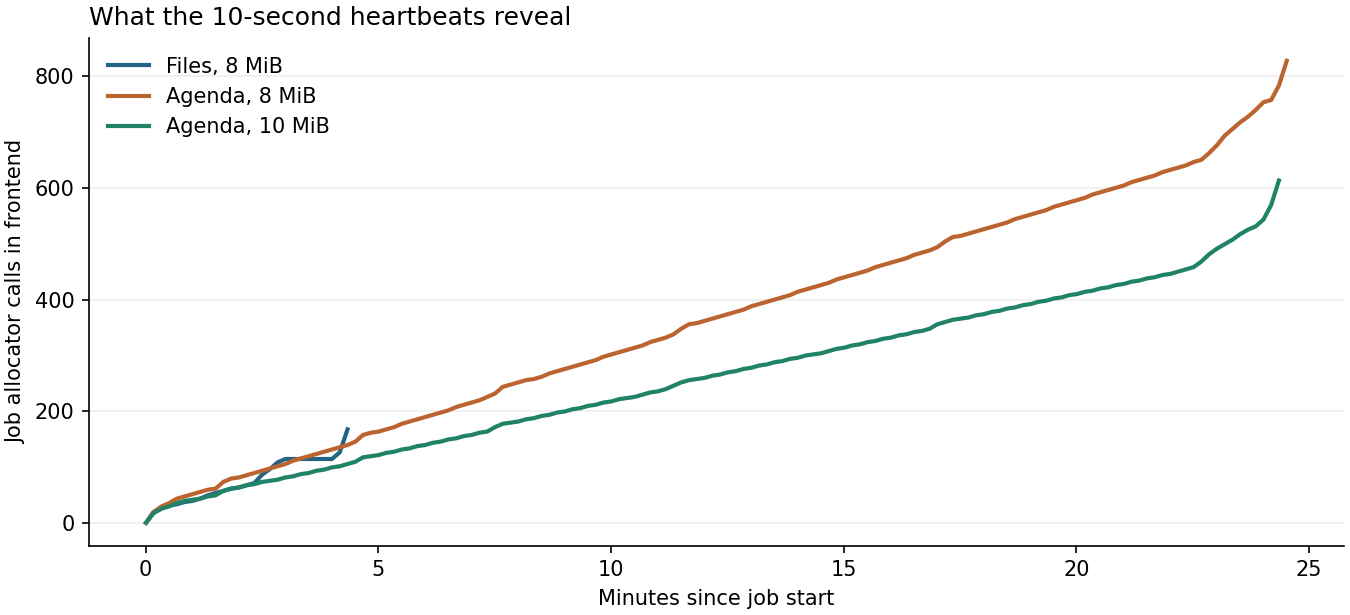 What the 10-second heartbeats reveal
Files, 8 MiB
Agenda, 8 MiB
Agenda, 10 MiB
Job allocator calls in frontend
800
600
400
200
0
0 5 10 15 20 25
Minutes since job start